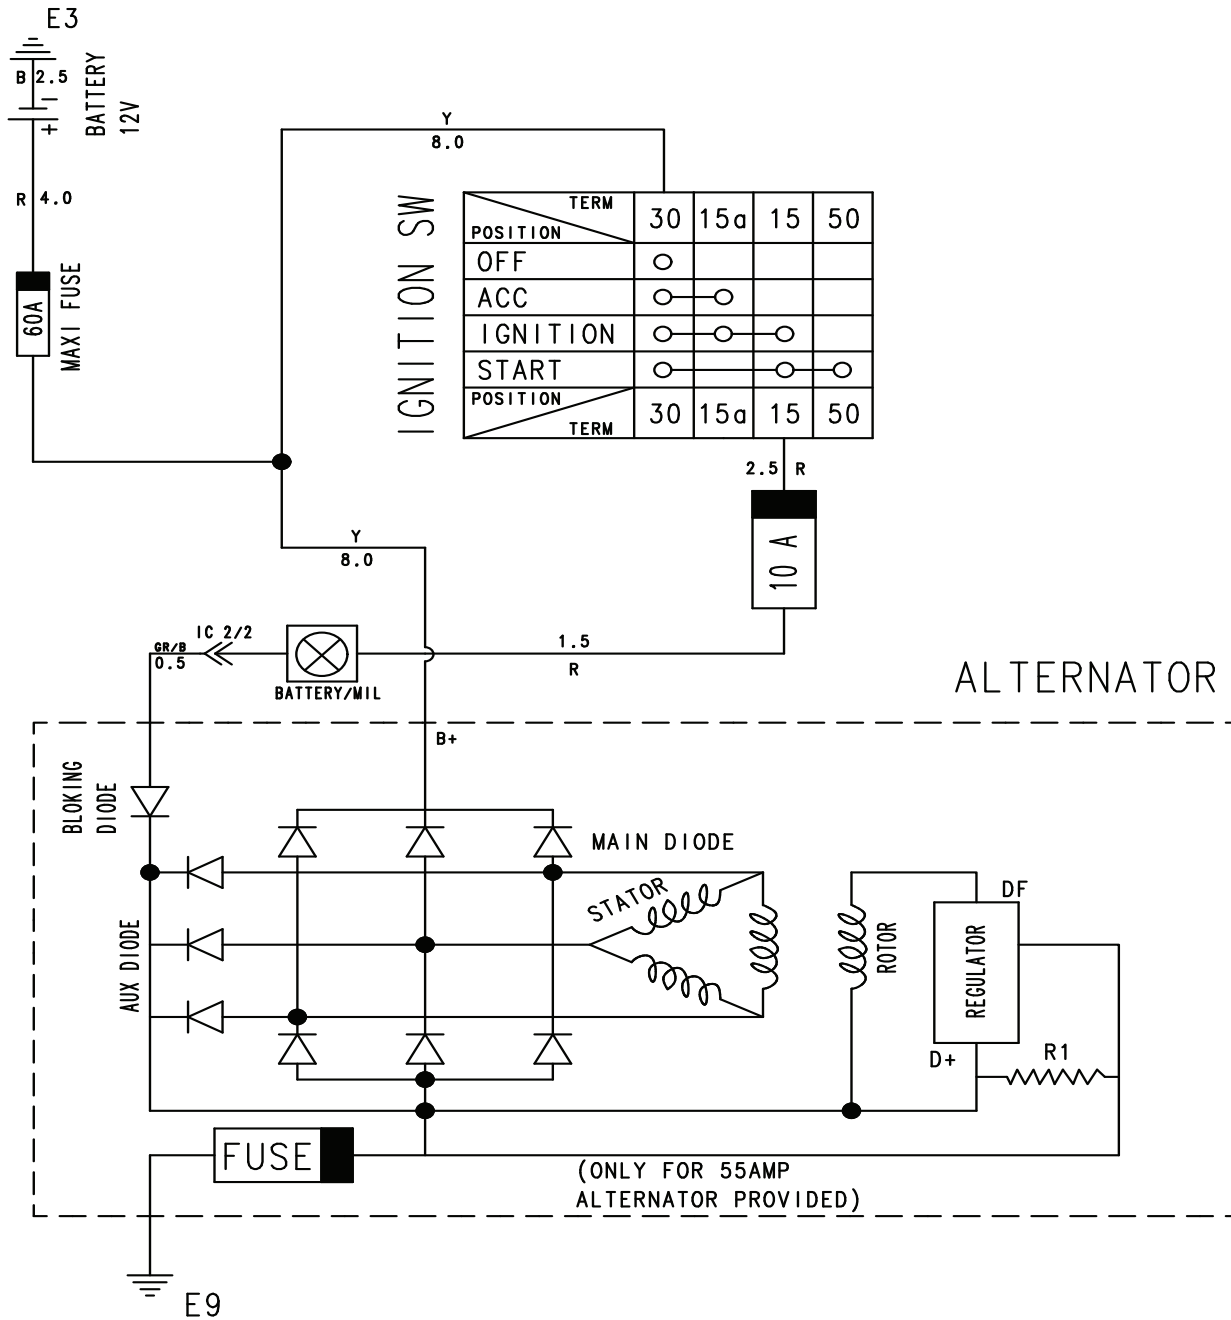 E3
B 2.5
BATTERY
12V
-
+
R 4.0
60A
MAXI FUSE
Y
8.0
IGNITION SW
TERM
POSITION
30 15a 15 50
OFF
ACC
IGNITION
START
POSITION
TERM
30 15a 15 50
2.5 R
10 A
Y
8.0
IC 2/2
GR/B
0.5
BATTERY/MIL
1.5
R
ALTERNATOR
B+
BLOKING
DIODE
MAIN DIODE
STATOR
AUX DIODE
ROTOR
DF
REGULATOR
D+
R1
FUSE
(ONLY FOR 55AMP
ALTERNATOR PROVIDED)
E9